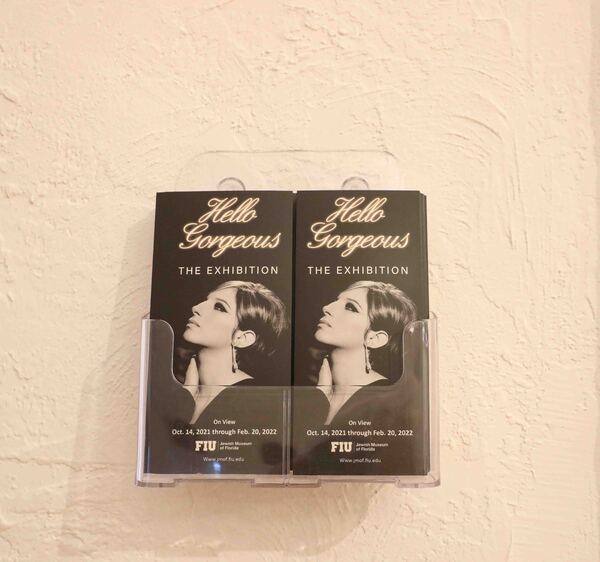 Hello
Gorgeous
THE EXHIBITION
On View
Oct. 14, 2021 through Feb. 20, 2022
FIU Jewish Museum
of Florida
Www.jmof.fiu.edu
Hello
Gorgeous
THE EXHIBITION
On View
Oct. 14, 2021 through Feb. 20, 2022
FIU Jewish Museum
of Florida
Www.jmof.fiu.edu